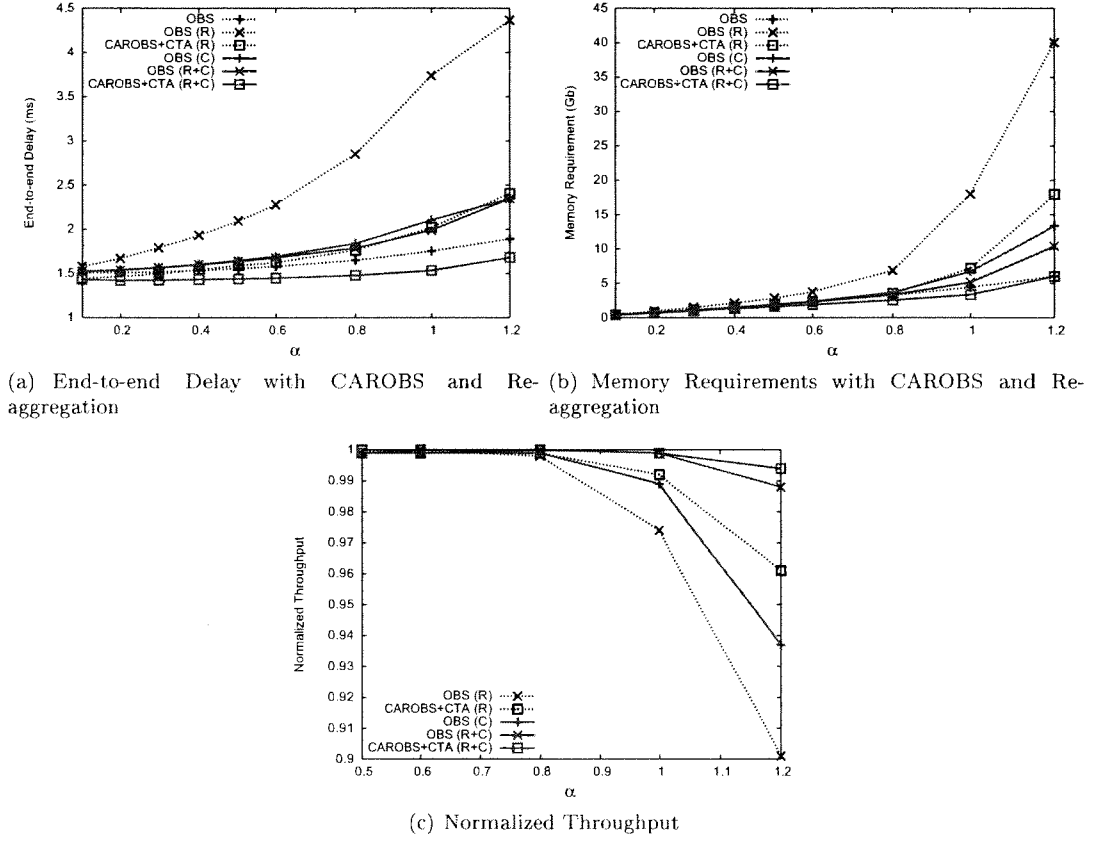 4.5
4
3.5
3
2.5
2
1.5
1
End-to-end Delay (ms)
OBS
OBS (R)
CAROBS+CTA (R)
OBS (C)
OBS (R+C)
CAROBS+CTA (R+C)
0.2
0.4
0.6
0.8
1
1.2
α
45
40
35
30
25
20
15
10
5
0
Memory Requirement (Gb)
OBS
OBS (R)
CAROBS+CTA (R)
OBS (C)
OBS (R+C)
CAROBS+CTA (R+C)
0.2
0.4
0.6
0.8
1
1.2
α
(a) End-to-end Delay with CAROBS and Re-
aggregation
(b) Memory Requirements with CAROBS and Re-
aggregation
1
0.99
0.98
0.97
0.96
0.95
0.94
0.93
0.92
0.91
0.9
Normalized Throughput
OBS (R)
CAROBS+CTA (R)
OBS (C)
OBS (R+C)
CAROBS+CTA (R+C)
0.5
0.6
0.7
0.8
0.9
1
1.1
1.2
α
(c) Normalized Throughput